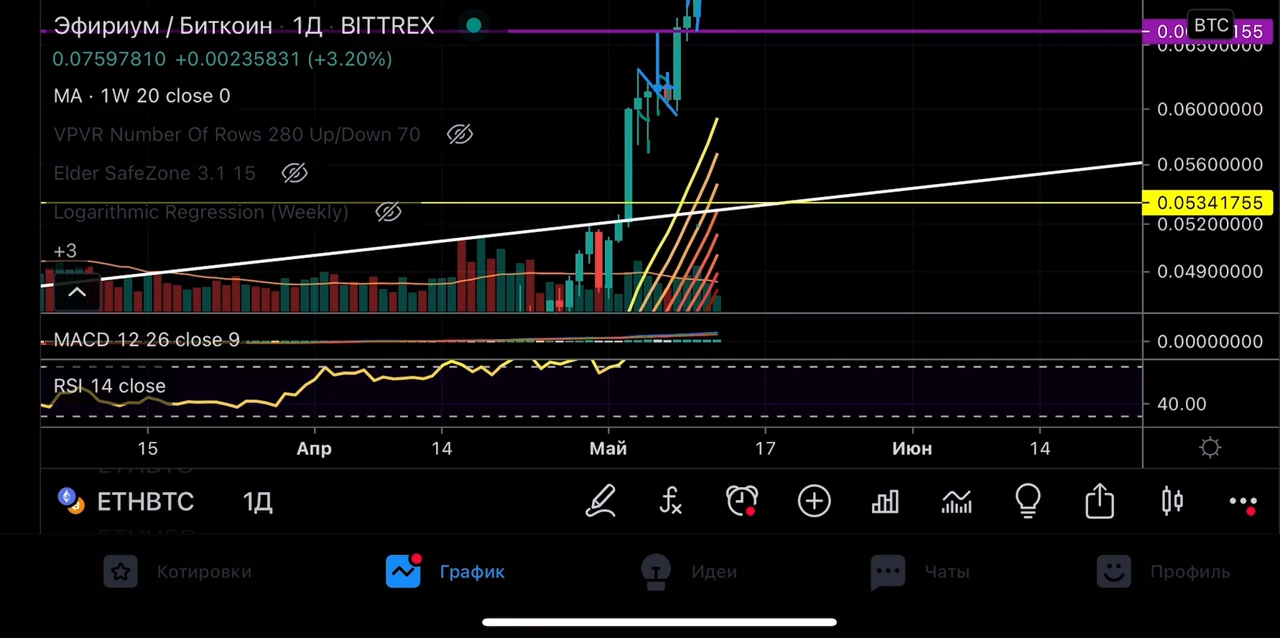 Эфириум / Биткоин · 1Д · BITTREX
BTC
0.07597810 +0.00235831 (+3.20%)
0.06500000
MA · 1W 20 close 0
0.06000000
VPVR Number Of Rows 280 Up/Down 70
0.05600000
Elder SafeZone 3.1 15
0.05341755
Logarithmic Regression (Weekly)
0.05200000
+3
0.04900000
MACD 12 26 close 9
0.00000000
RSI 14 close
40.00
15 Апр 14 Май 17 Июн 14
ETHBTC 1Д
Котировки График Идеи Чаты Профиль